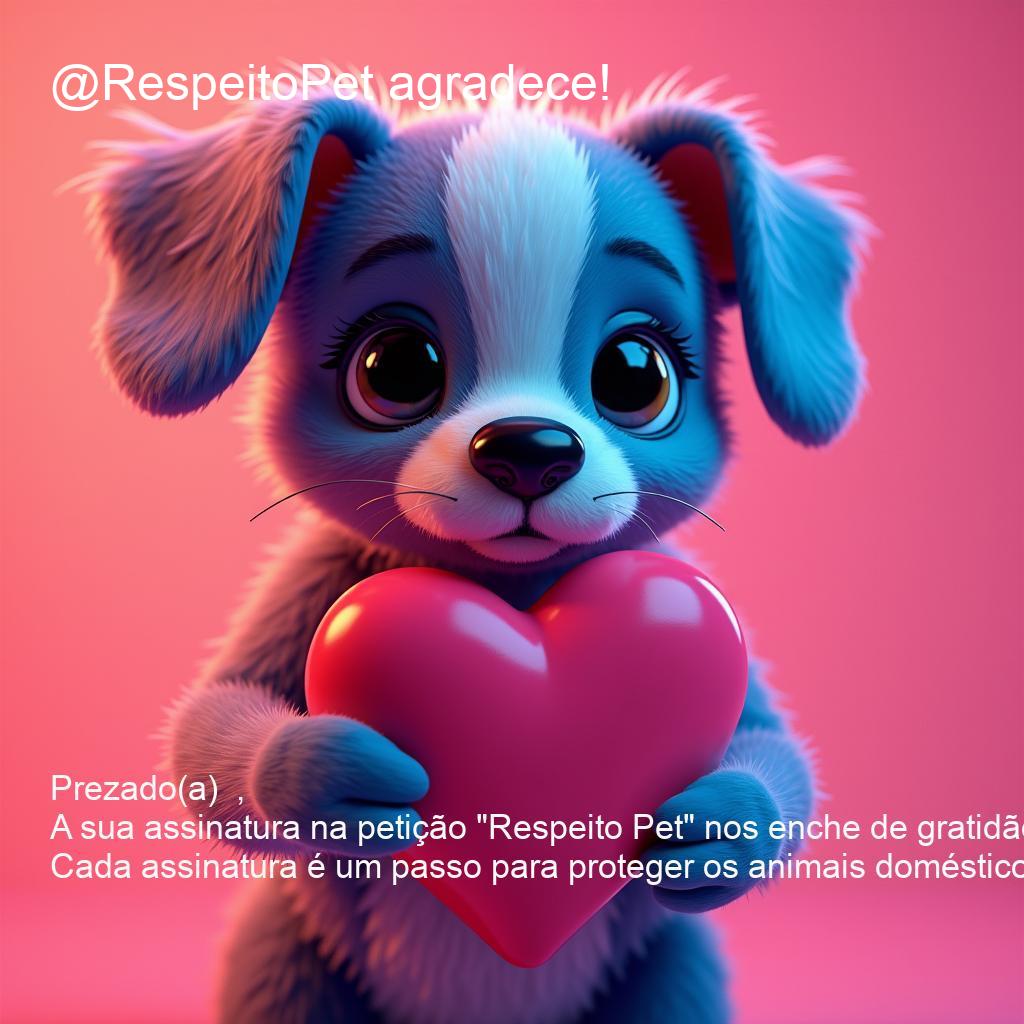 @RespeitoPet agradece!
Prezado(a)  ,
A sua assinatura na petição "Respeito Pet" nos enche de gratidã
Cada assinatura é um passo para proteger os animais doméstico